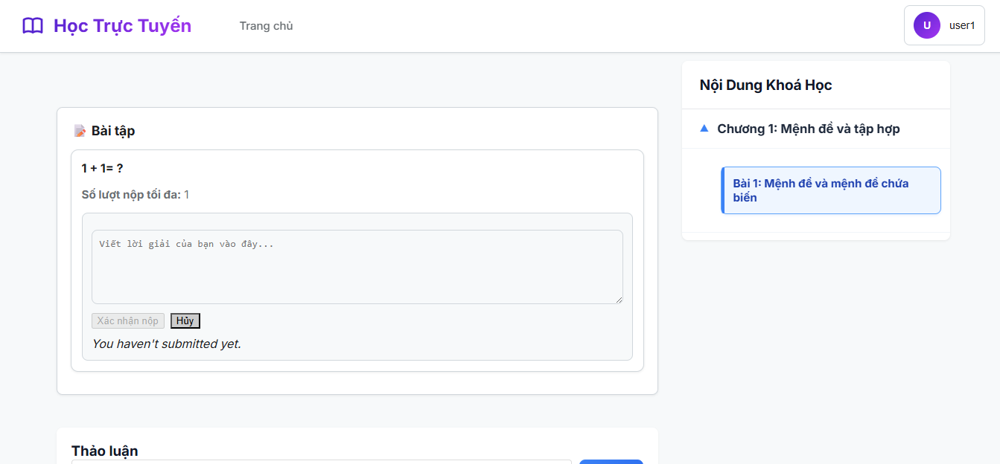 Học Trực Tuyến
Trang chủ
U
user1
Bài tập
1 + 1= ?
Số lượt nộp tối đa: 1
Viết lời giải của bạn vào đây...
Xác nhận nộp
Hủy
You haven't submitted yet.
Thảo luận
Nội Dung Khoá Học
Chương 1: Mệnh đề và tập hợp
Bài 1: Mệnh đề và mệnh đề chứa
biến